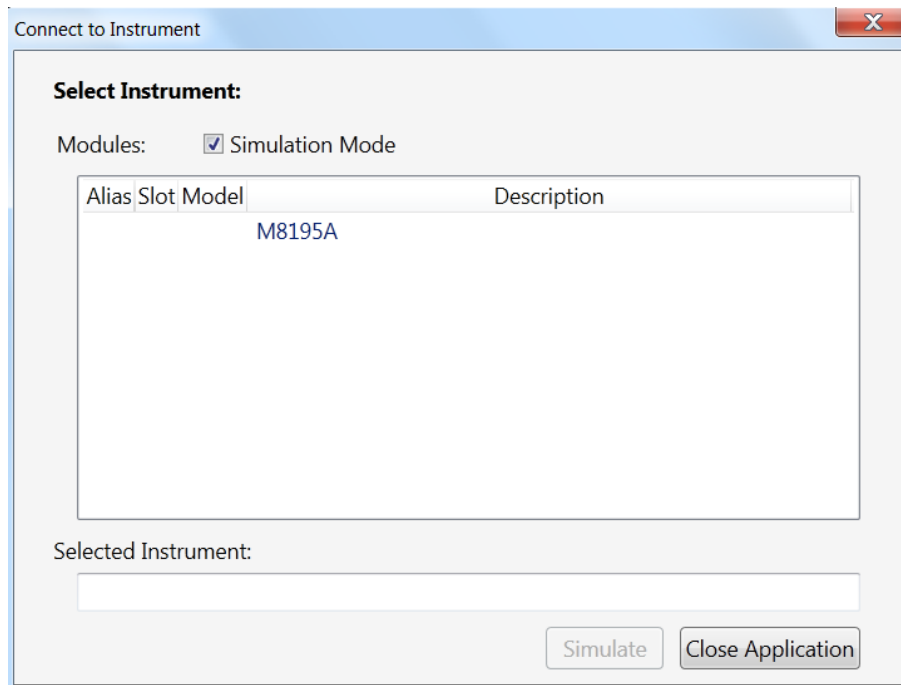 Connect to Instrument
Select Instrument:
Modules: Simulation Mode
Alias Slot Model Description
M8195A
Selected Instrument:
Simulate Close Application